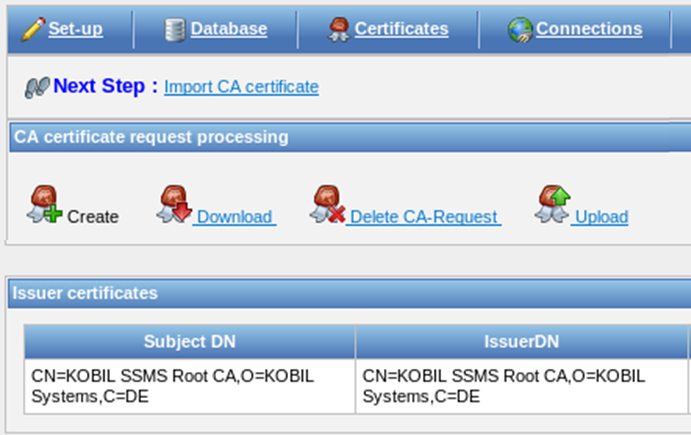 Set-up Database Certificates Connections
Next Step : Import CA certificate
CA certificate request processing
Create Download Delete CA-Request Upload
Issuer certificates
Subject DN IssuerDN
CN=KOBIL SSMS Root CA,O=KOBIL CN=KOBIL SSMS Root CA,O=KOBIL
Systems,C=DE Systems,C=DE